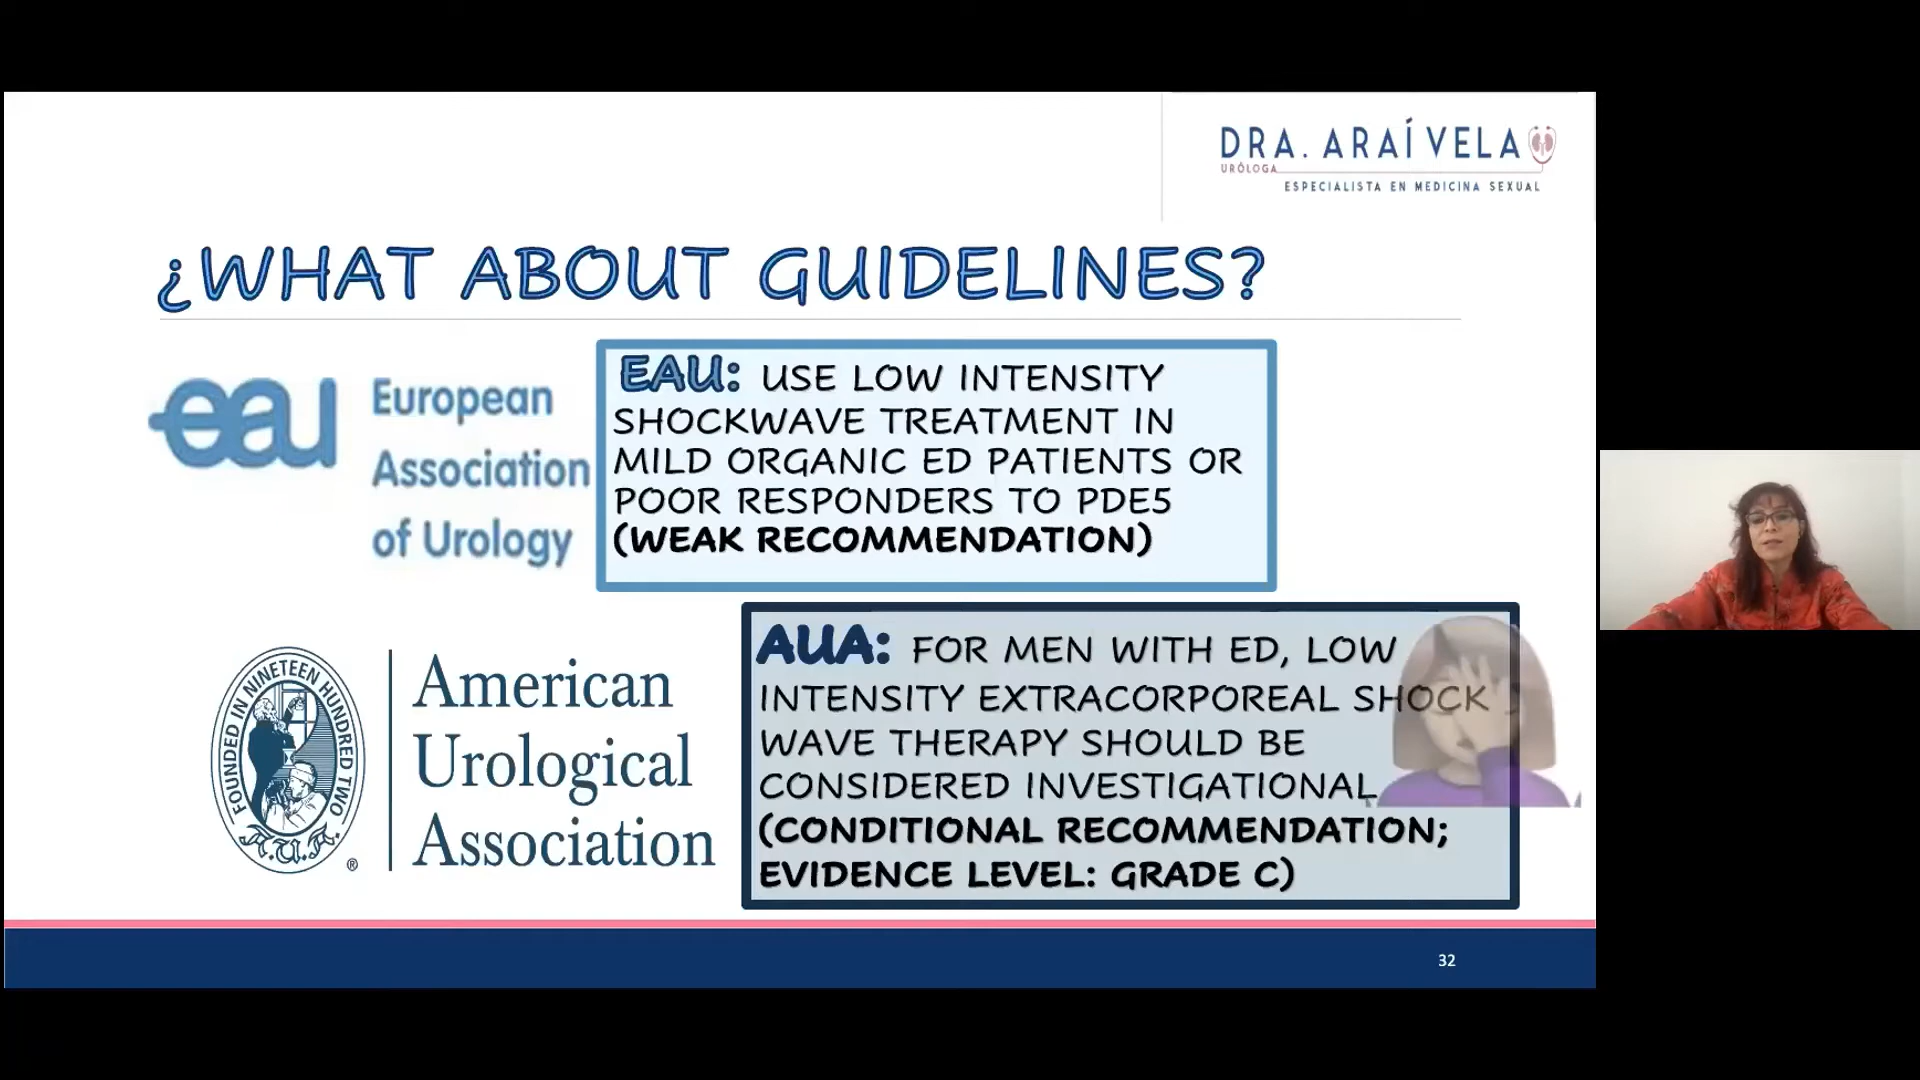 DRA. ARAÍ VELA
URÓLOGA
ESPECIALISTA EN MEDICINA SEXUAL
¿WHAT ABOUT GUIDELINES?
eau
European
Association
of Urology
EAU: USE LOW INTENSITY
SHOCKWAVE TREATMENT IN
MILD ORGANIC ED PATIENTS OR
POOR RESPONDERS TO PDE5
(WEAK RECOMMENDATION)
FOUNDED IN NINETEEN HUNDRED TWO
A.U.A.
®
American
Urological
Association
AUA: FOR MEN WITH ED, LOW
INTENSITY EXTRACORPOREAL SHOCK
WAVE THERAPY SHOULD BE
CONSIDERED INVESTIGATIONAL
(CONDITIONAL RECOMMENDATION;
EVIDENCE LEVEL: GRADE C)
32